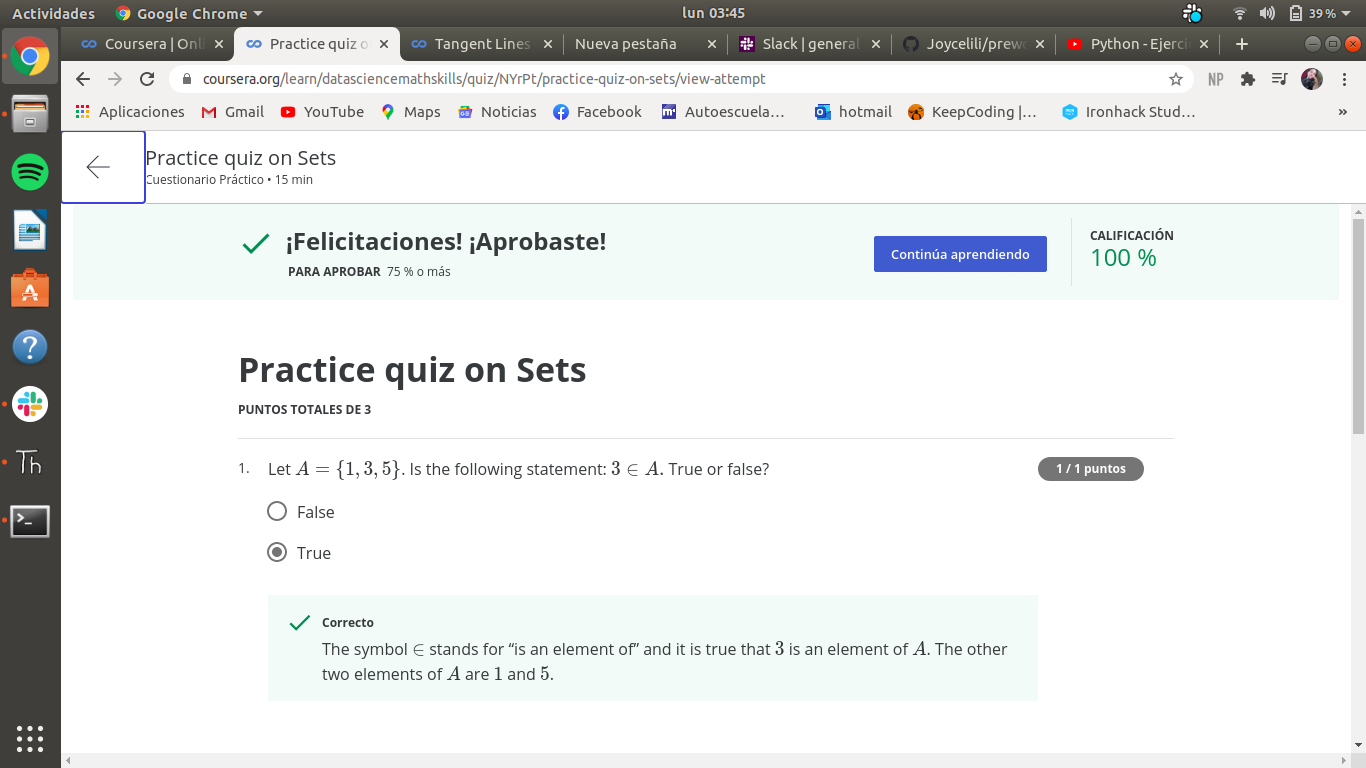 Actividades Google Chrome lun 03:45 39 %
Coursera | Onl Practice quiz o Tangent Lines Nueva pestaña Slack | general Joycelili/prewo Python - Ejerci
coursera.org/learn/datasciencemathskills/quiz/NYrPt/practice-quiz-on-sets/view-attempt NP
Aplicaciones Gmail YouTube Maps Noticias Facebook Autoescuela… hotmail KeepCoding |… Ironhack Stud… »
Practice quiz on Sets
Cuestionario Práctico • 15 min
¡Felicitaciones! ¡Aprobaste!
PARA APROBAR 75 % o más
Continúa aprendiendo
CALIFICACIÓN
100 %
Practice quiz on Sets
PUNTOS TOTALES DE 3
1. Let A = {1, 3, 5}. Is the following statement: 3 ∈ A. True or false?
1 / 1 puntos
False
True
Correcto
The symbol ∈ stands for “is an element of” and it is true that 3 is an element of A. The other
two elements of A are 1 and 5.
Th